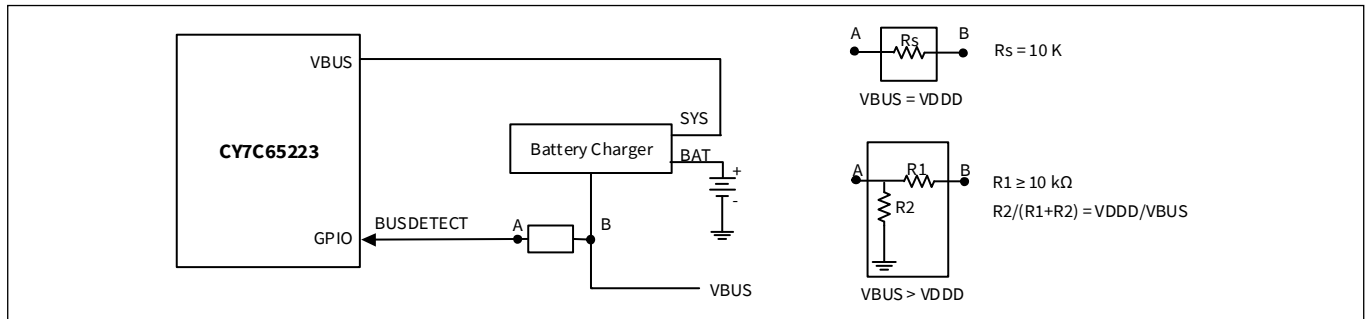 VBUS
CY7C65223
SYS
Battery Charger
BAT
+
-
BUSDETECT
A
B
GPIO
VBUS
A
Rs
B
Rs = 10 K
VBUS = VDDD
A
R1
B
R1 ≥ 10 kΩ
R2
R2/(R1+R2) = VDDD/VBUS
VBUS > VDDD